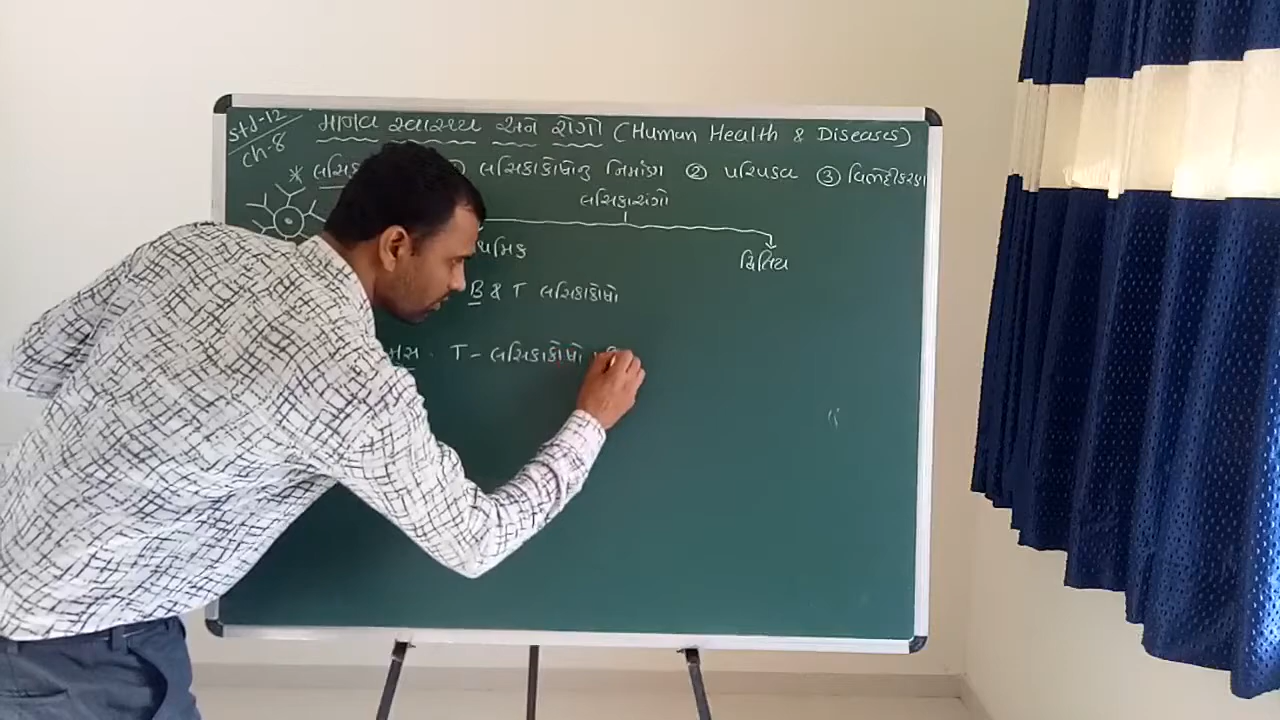 std-12
ch-8
માનવ સ્વાસ્થ્ય અને રોગો (Human Health & Diseases)
* લસિકા લસિકાકોષોનુ નિર્માણ ② પરિપક્વ ③ વિભેદીકરણ
લસિકાઅંગો
થમિક
દ્વિતિય
B & T લસિકાકોષો
મસ . T - લસિકાકોષો